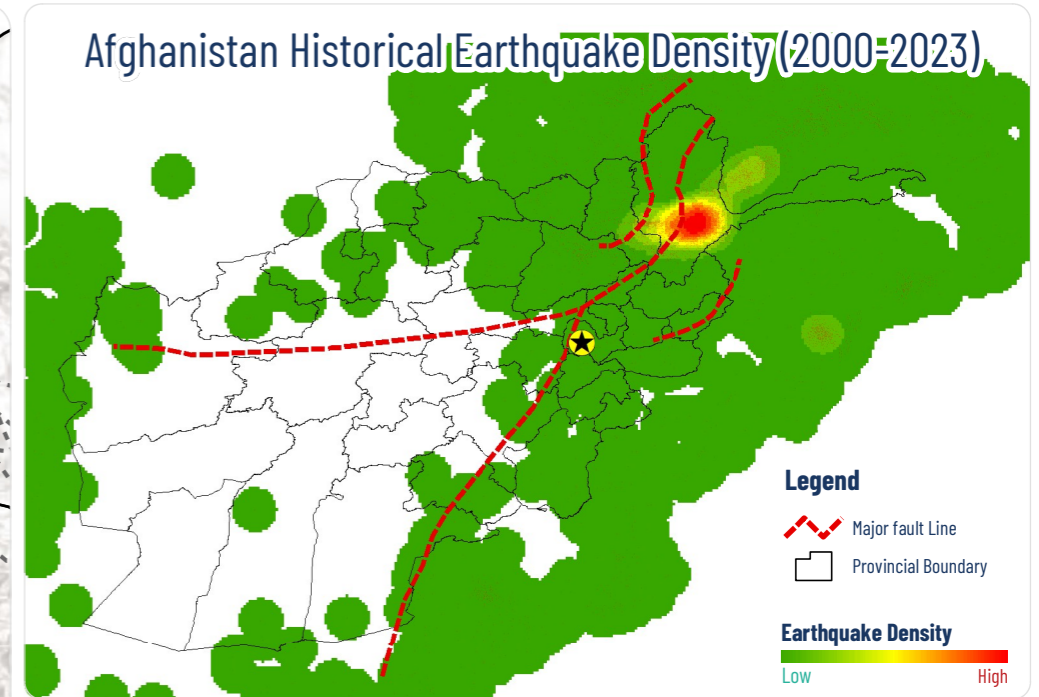 Afghanistan Historical Earthquake Density (2000-2023)
Legend
Major fault Line
Provincial Boundary
Earthquake Density
Low High